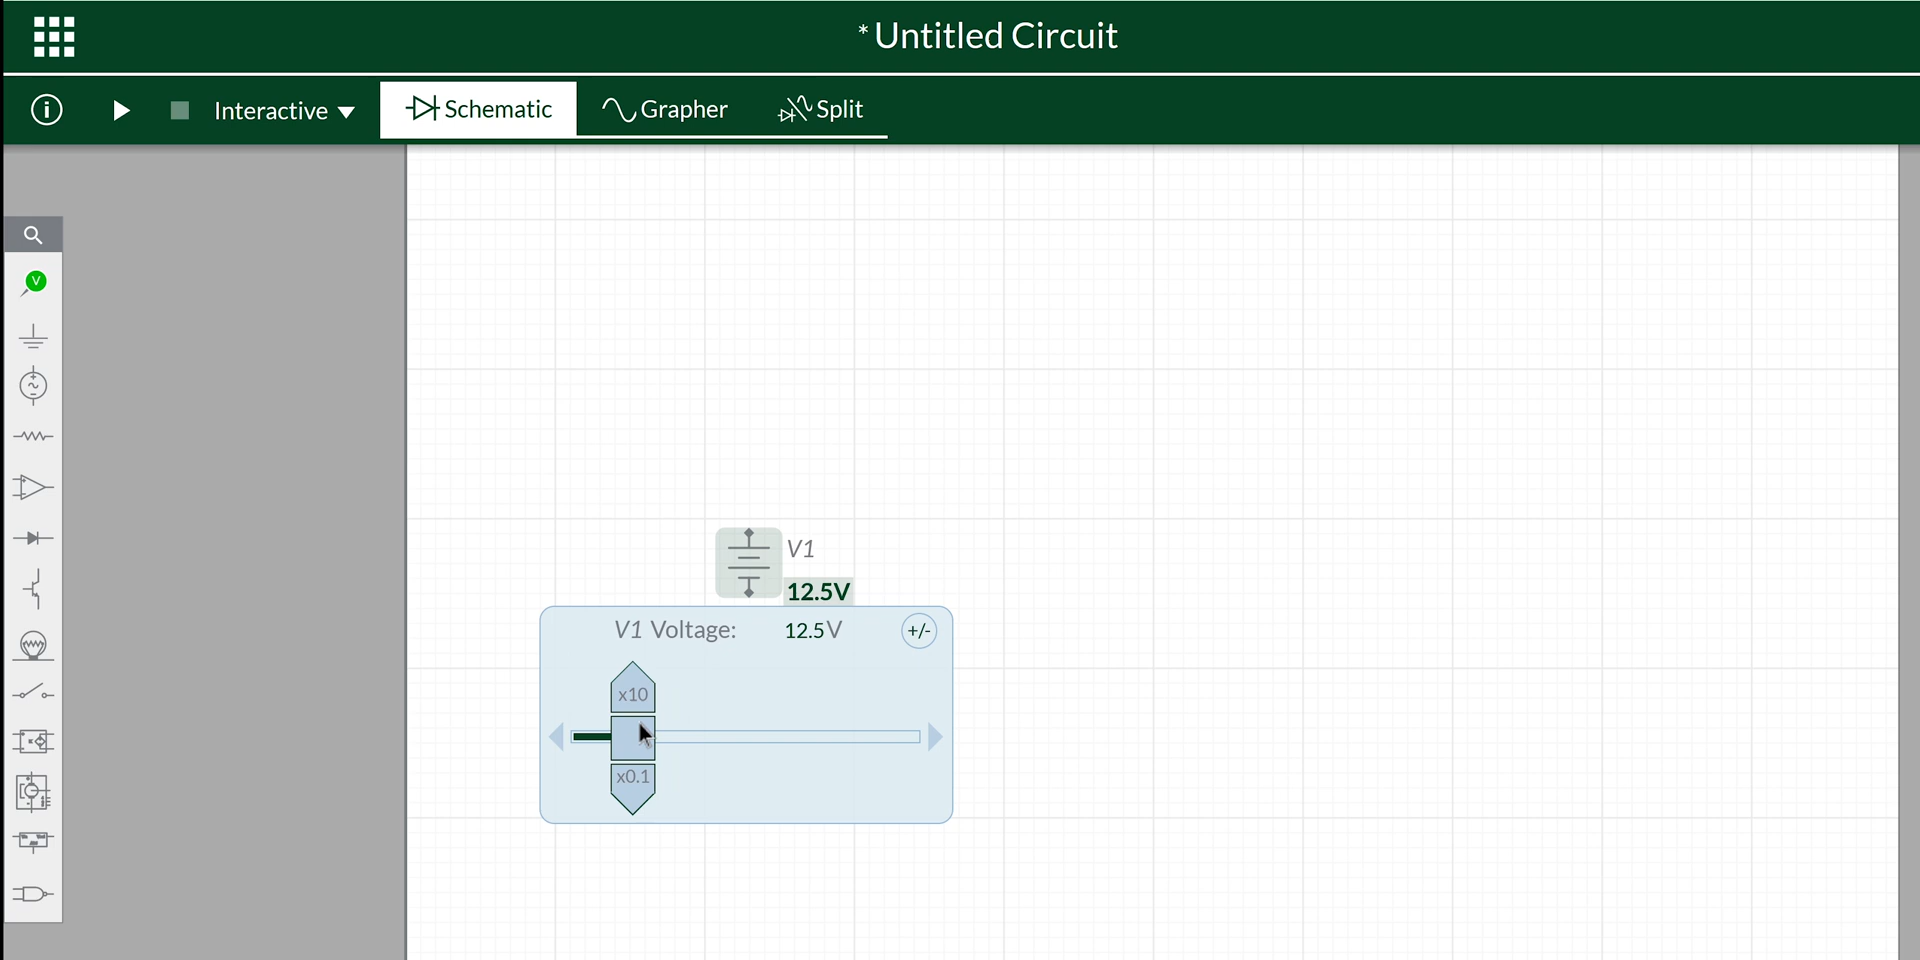 *Untitled Circuit
i
Interactive
Schematic
Grapher
Split
V
V1
12.5V
V1 Voltage: 12.5V +/-
x10
x0.1